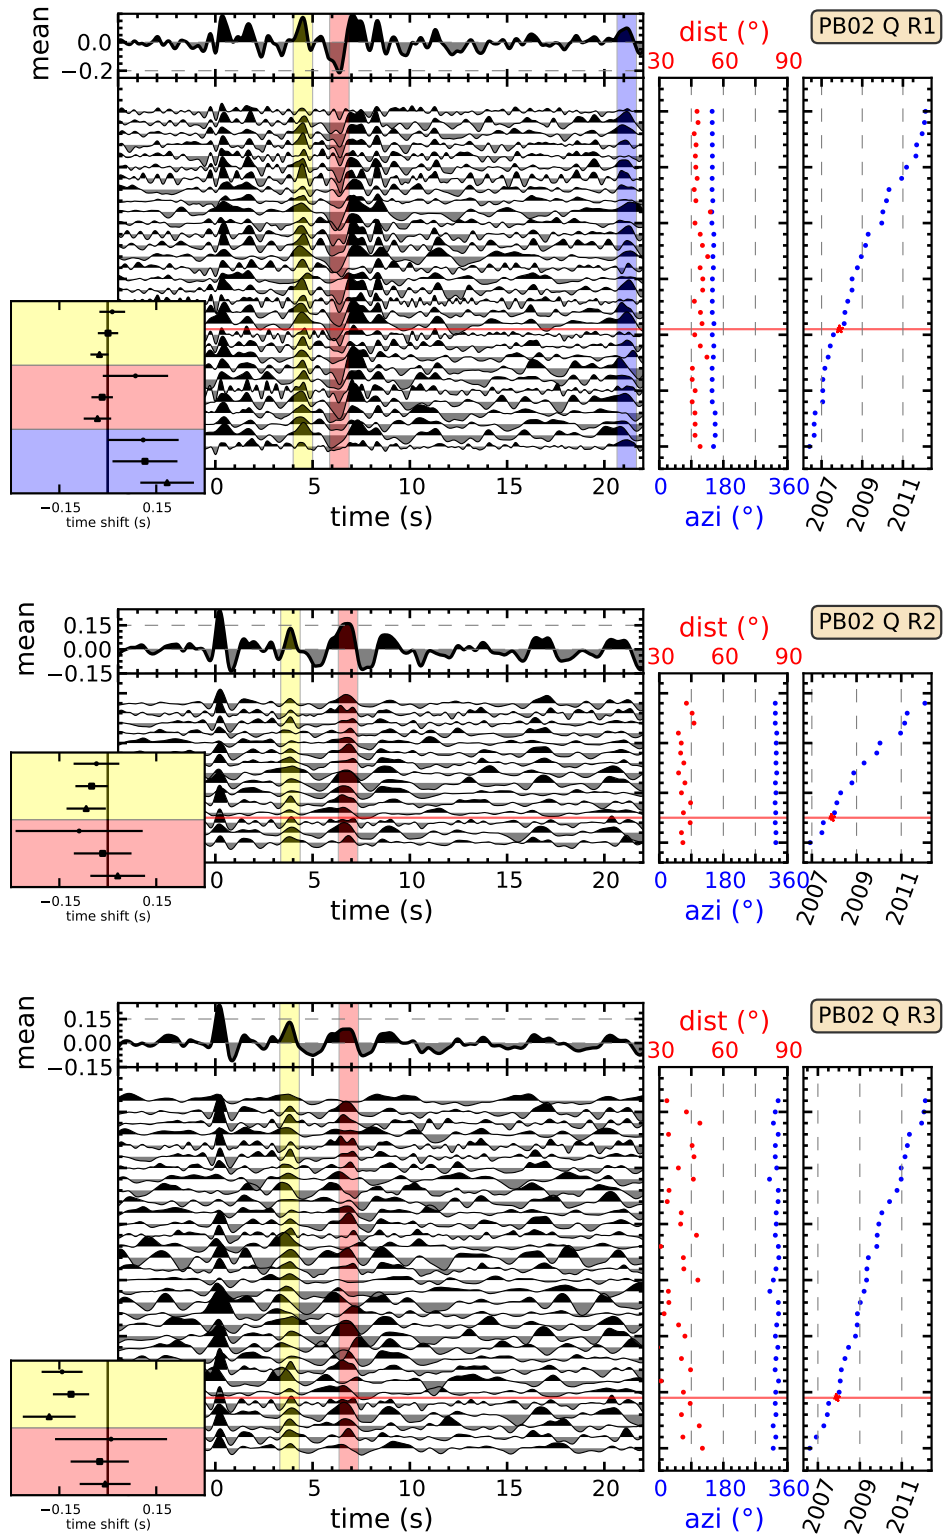 PB02 Q R1
mean
0.0
−0.2
dist (°)
30 60 90
0 5 10 15 20
time (s)
0 180 360
azi (°)
2007 2009 2011
−0.15 0.15
time shift (s)
PB02 Q R2
mean
0.15
0.00
−0.15
dist (°)
30 60 90
0 5 10 15 20
time (s)
0 180 360
azi (°)
2007 2009 2011
−0.15 0.15
time shift (s)
PB02 Q R3
mean
0.15
0.00
−0.15
dist (°)
30 60 90
0 5 10 15 20
time (s)
0 180 360
azi (°)
2007 2009 2011
−0.15 0.15
time shift (s)